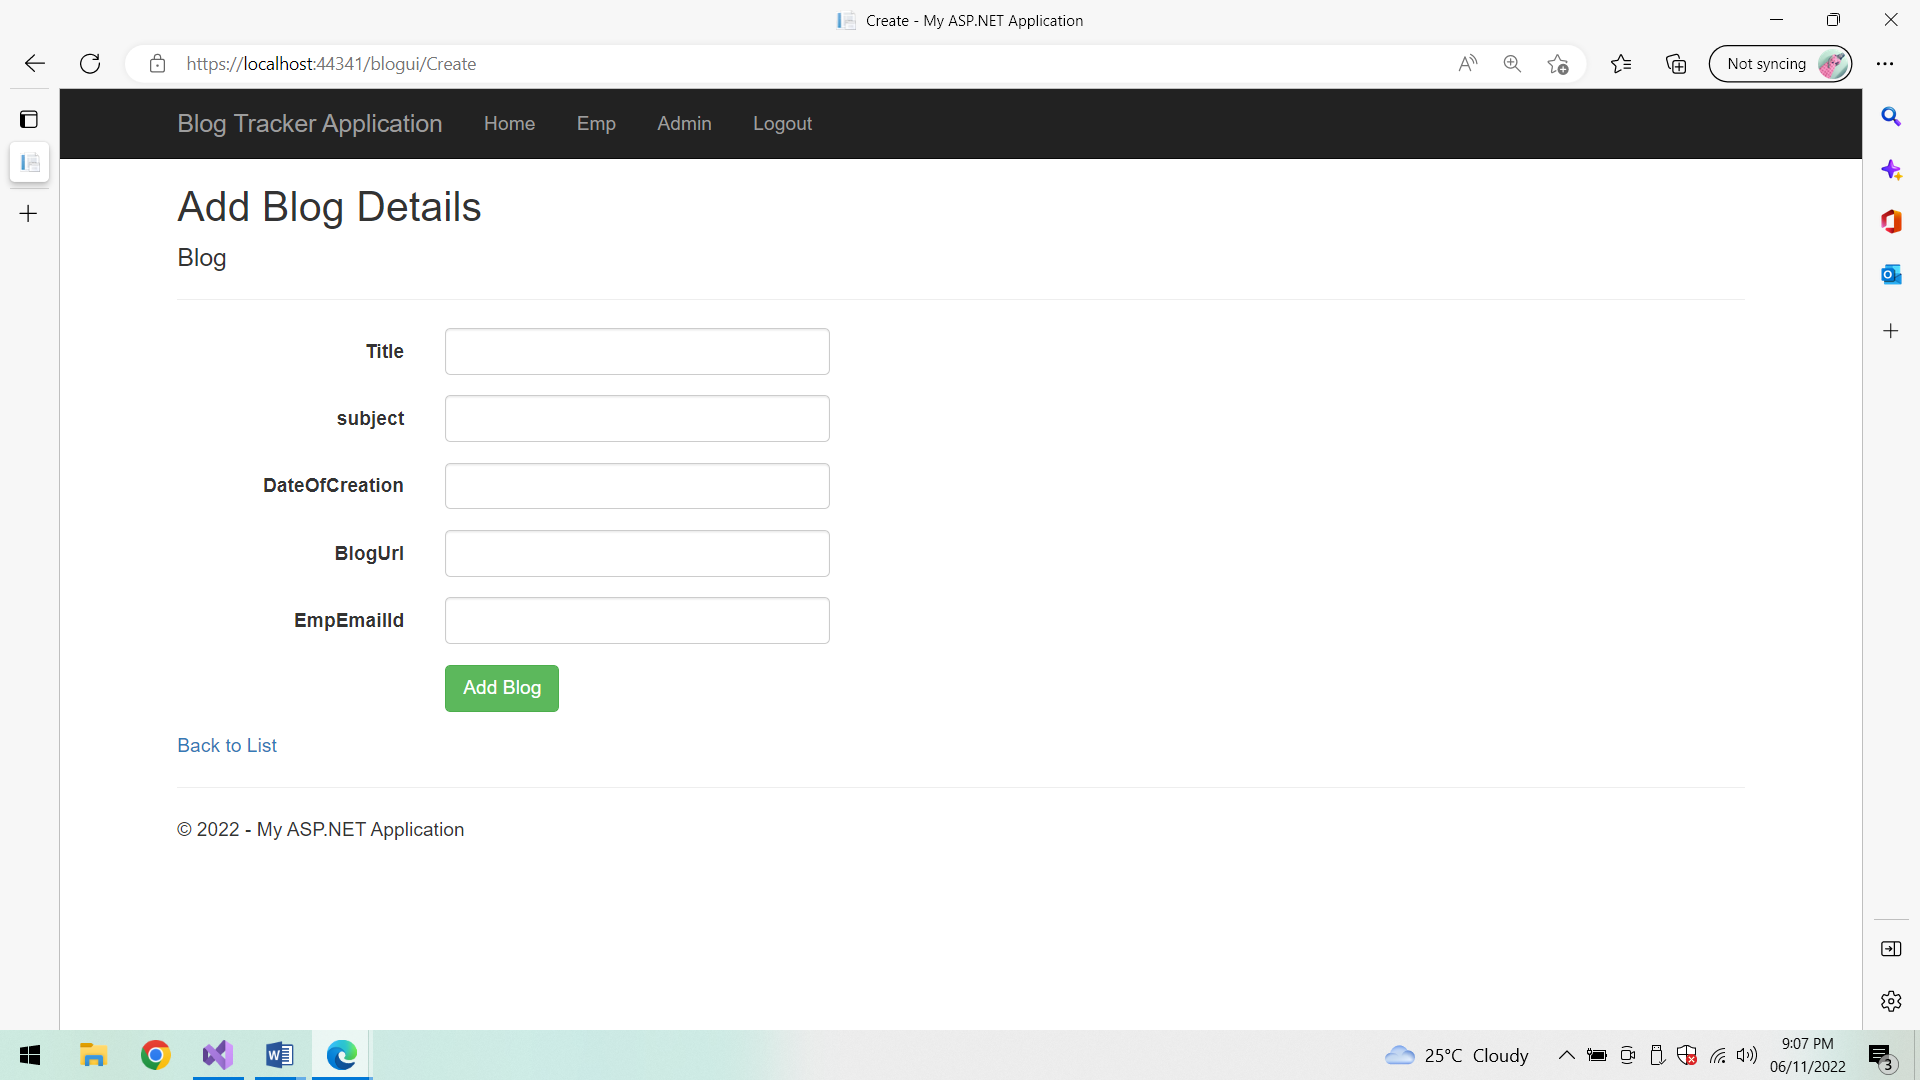 Create - My ASP.NET Application
https://localhost:44341/blogui/Create
Not syncing
Blog Tracker Application Home Emp Admin Logout
Add Blog Details
Blog
Title
subject
DateOfCreation
BlogUrl
EmpEmailId
Add Blog
Back to List
© 2022 - My ASP.NET Application
25°C Cloudy
9:07 PM
06/11/2022
3